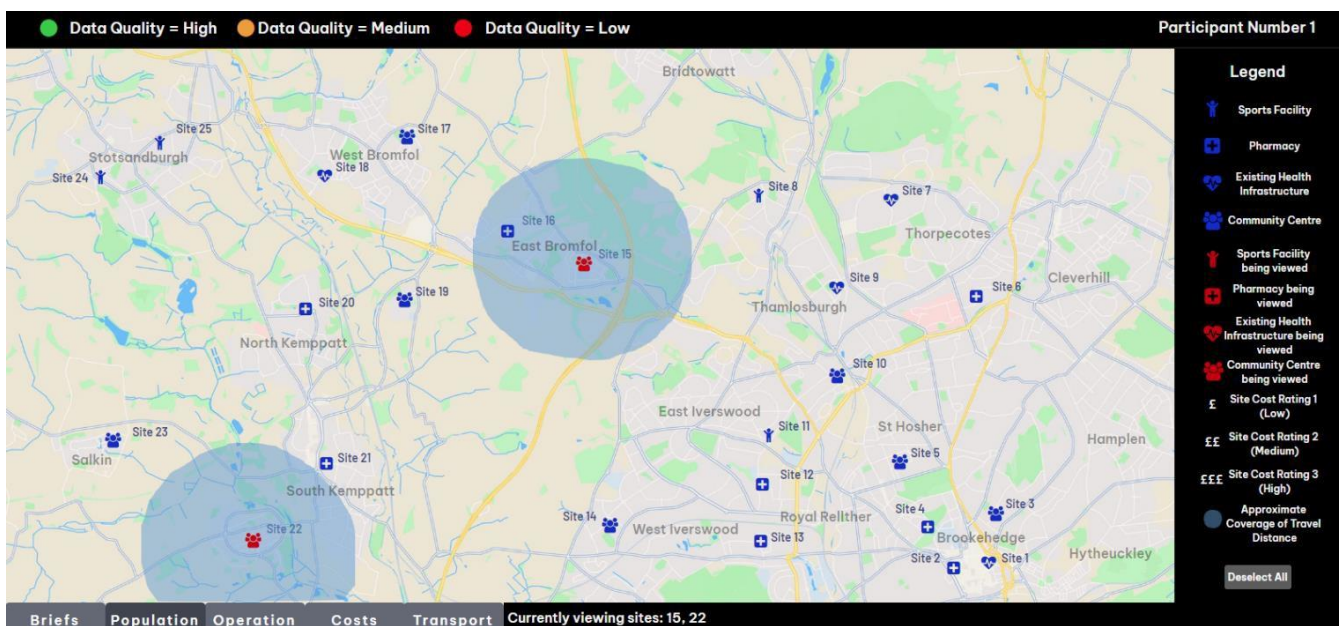 Data Quality = High
Data Quality = Medium
Data Quality = Low
Participant Number 1
Bridtowatt
Site 25
Stotsandburgh
Site 24
Site 17
West Bromfol
Site 18
Site 16
East Bromfol
Site 15
Site 8
Site 7
Thorpecotes
Cleverhill
Site 9
Site 6
Thamlosburgh
Site 20
Site 19
North Kemppatt
Site 10
East Iverswood
Site 11
St Hosher
Site 5
Hamplen
Site 23
Salkin
Site 21
South Kemppatt
Site 22
Site 12
Site 14
West Iverswood
Royal Rellther
Site 13
Site 4
Site 3
Brookehedge
Site 2
Site 1
Hytheuckley
Legend
Sports Facility
Pharmacy
Existing Health
Infrastructure
Community Centre
Sports Facility
being viewed
Pharmacy being
viewed
Existing Health
Infrastructure being
viewed
Community Centre
being viewed
£ Site Cost Rating 1
(Low)
££ Site Cost Rating 2
(Medium)
£££ Site Cost Rating 3
(High)
Approximate
Coverage of Travel
Distance
Deselect All
Briefs Population Operation Costs Transport
Currently viewing sites: 15, 22